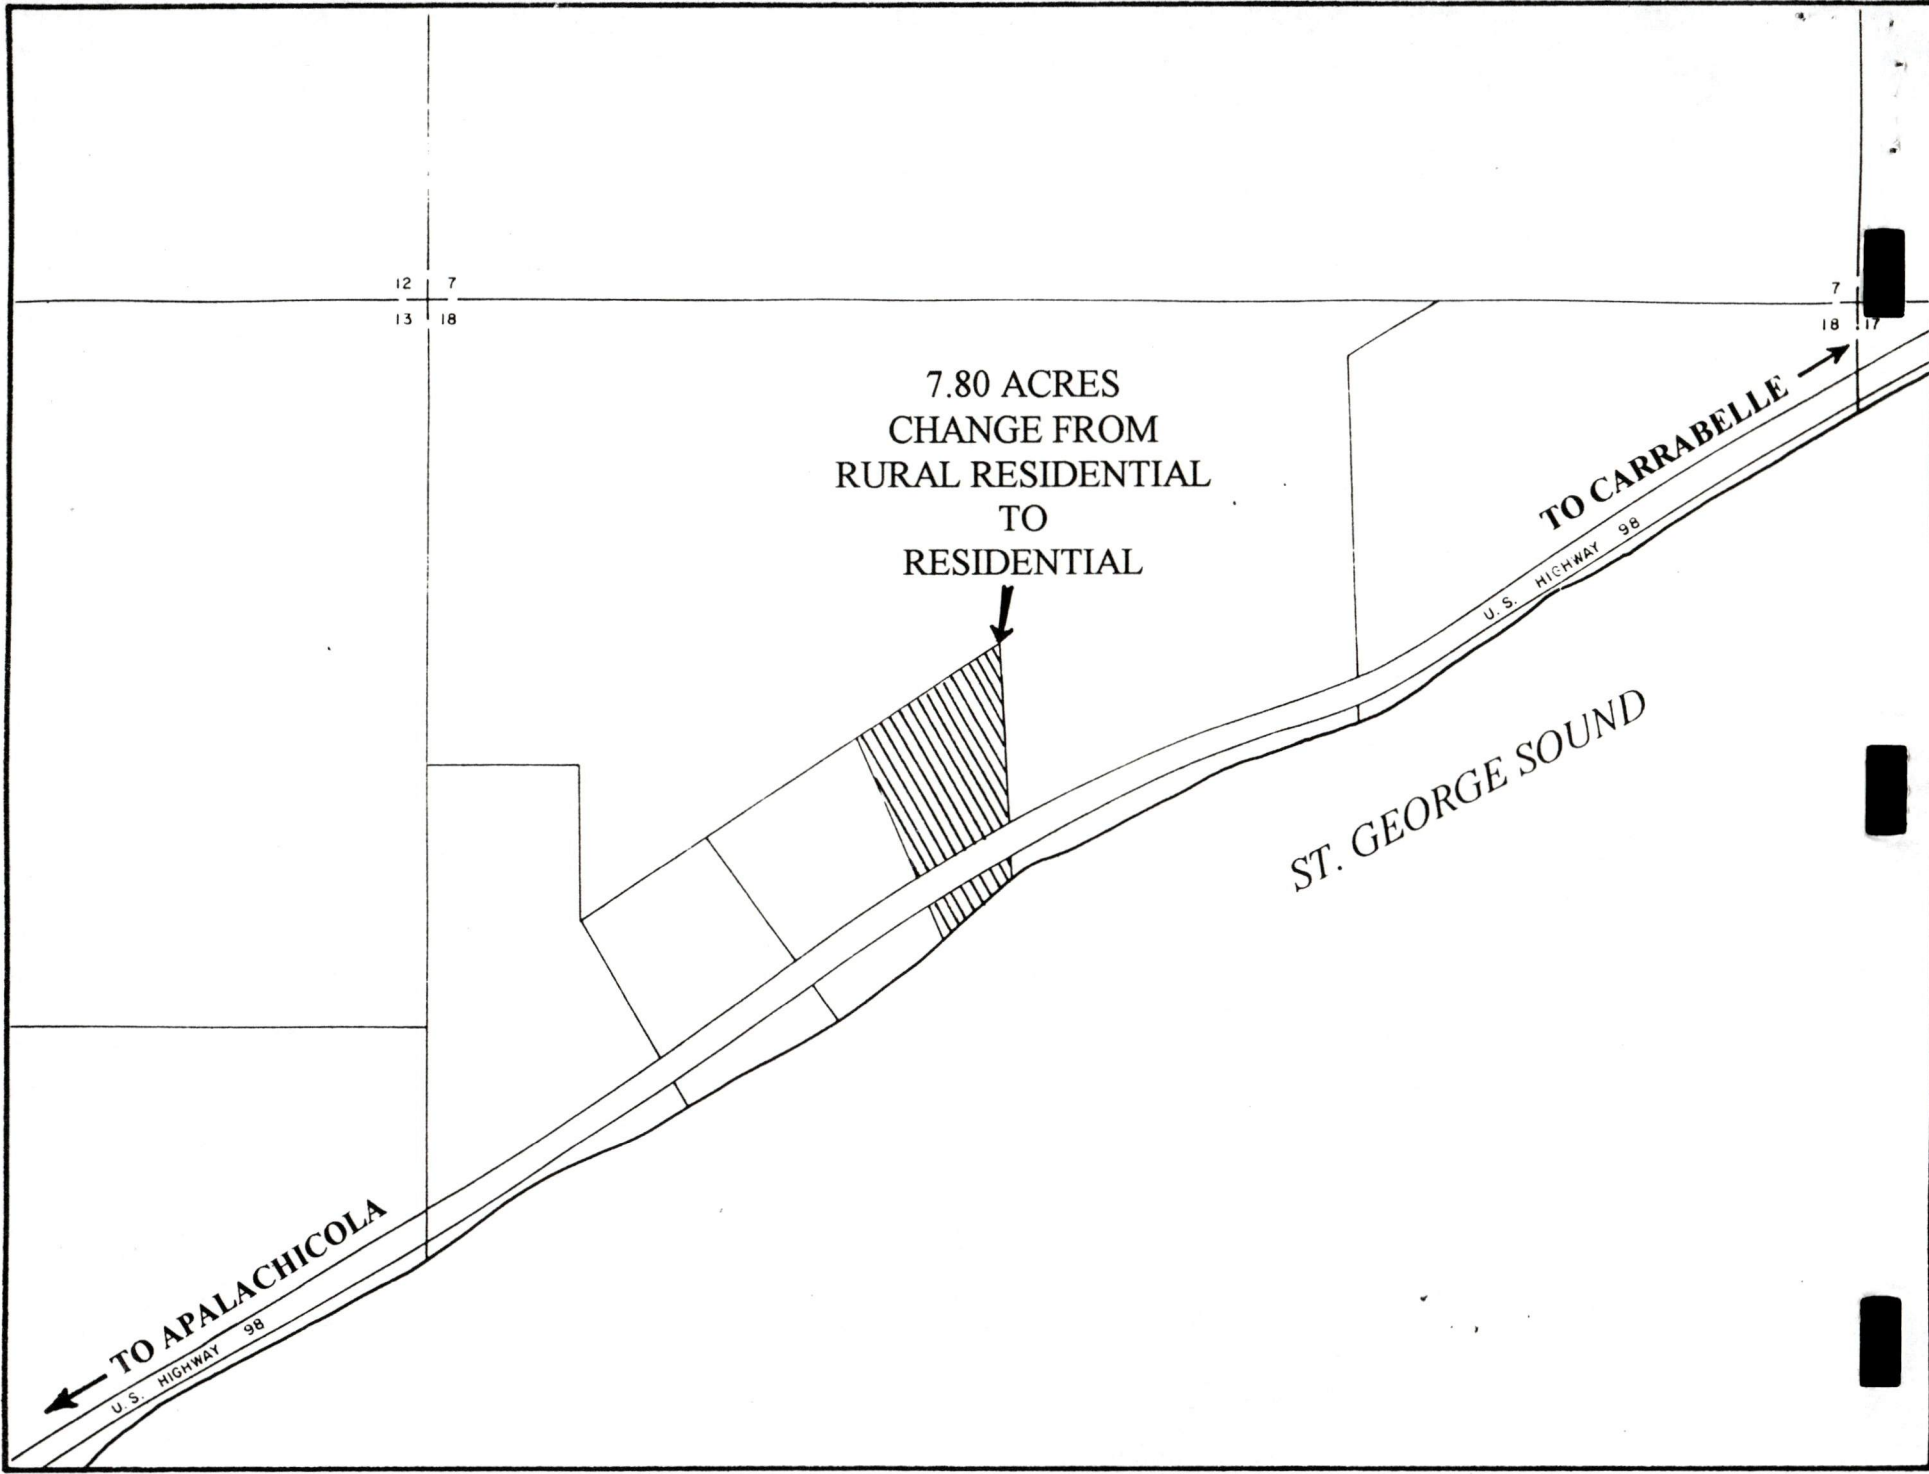 12 7
13 18
7
18 17
7.80 ACRES
CHANGE FROM
RURAL RESIDENTIAL
TO
RESIDENTIAL
TO CARRABELLE
U.S. HIGHWAY 98
ST. GEORGE SOUND
TO APALACHICOLA
U.S. HIGHWAY 98